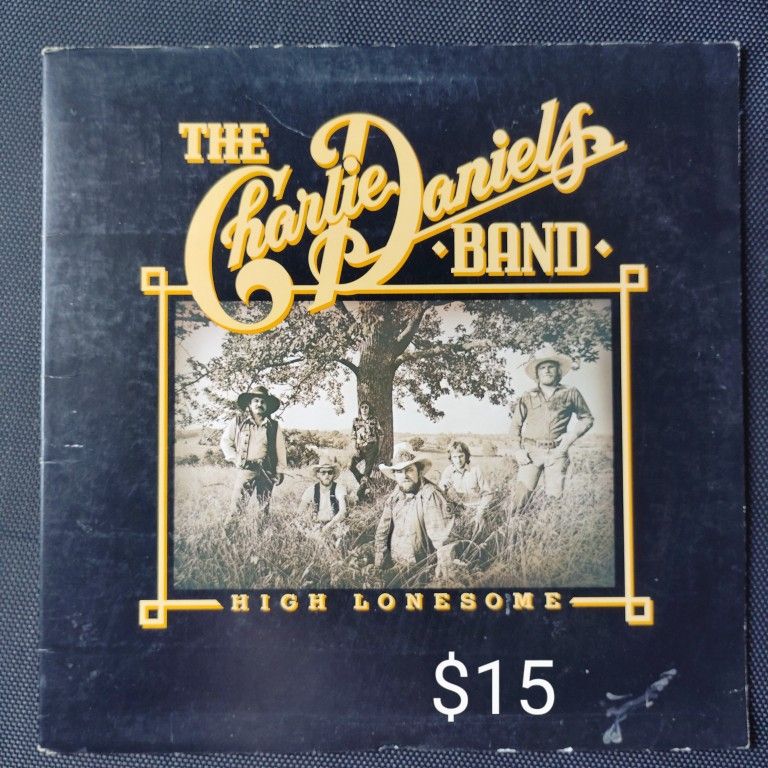 THE
Charlie Daniels
BAND
HIGH LONESOME
$15